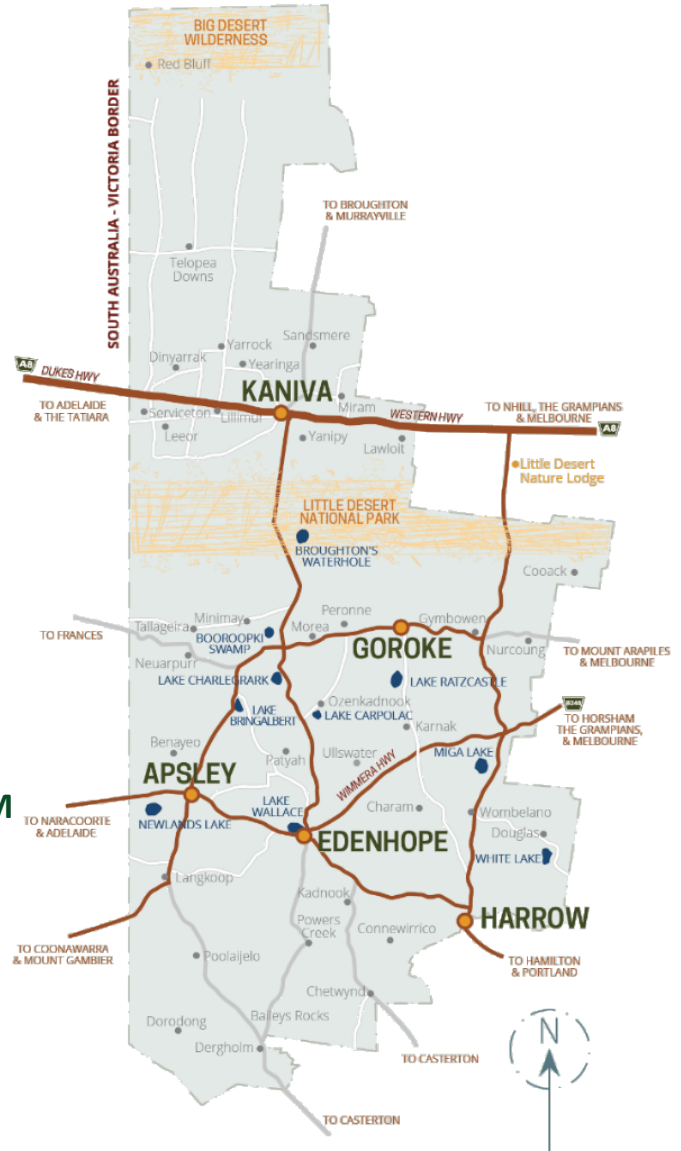 BIG DESERT
WILDERNESS
Red Bluff
SOUTH AUSTRALIA - VICTORIA BORDER
TO BROUGHTON
& MURRAYVILLE
Telopea
Downs
Sandsmere
Yarrock
Dinyarrak
Yearinga
A8
DUKES HWY
KANIVA
TO ADELAIDE
& THE TATIARA
Serviceton
Lillimur
Miram
WESTERN HWY
TO NHILL, THE GRAMPIANS
& MELBOURNE
A8
Leeor
Yanipy
Lawloit
Little Desert
Nature Lodge
LITTLE DESERT
NATIONAL PARK
BROUGHTON'S
WATERHOLE
Cooack
Peronne
Minimay
Tallageira
Morea
Gymbowen
TO FRANCES
BOOROOPKI
SWAMP
GOROKE
Nurcoung
TO MOUNT ARAPILES
& MELBOURNE
Neuarpurr
LAKE CHARLEGRARK
LAKE RATZCASTLE
Ozenkadnook
LAKE
BRINGALBERT
LAKE CARPOLAC
B240
TO HORSHAM
THE GRAMPIANS,
& MELBOURNE
Karnak
Benayeo
Patyah
Ullswater
WIMMERA HWY
MIGA LAKE
APSLEY
M
TO NARACOORTE
& ADELAIDE
NEWLANDS LAKE
LAKE
WALLACE
Charam
Wombelano
Douglas
EDENHOPE
WHITE LAKE
Langkoop
Kadnook
HARROW
Powers
Creek
Connewirrico
TO COONAWARRA
& MOUNT GAMBIER
Poolaijelo
TO HAMILTON
& PORTLAND
Chetwynd
Dorodong
Baileys Rocks
Dergholm
N
TO CASTERTON
TO CASTERTON